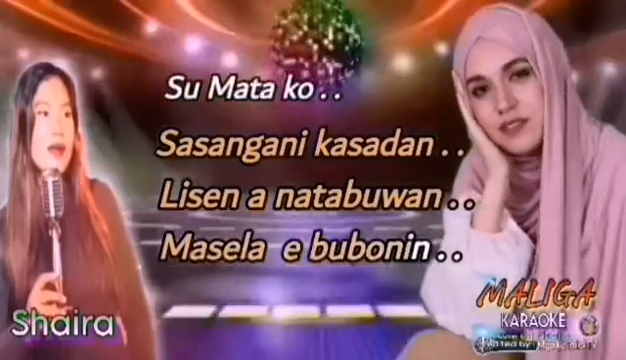 Su Mata ko . .
Sasangani kasadan . .
Lisen a natabuwan . .
Masela e bubonin . .
Shaira
MALIGA
KARAOKE